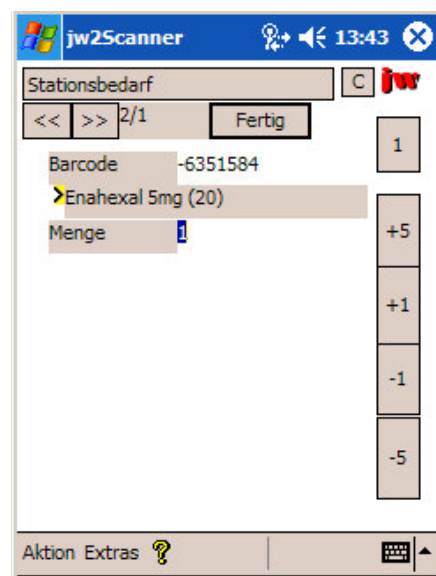 jw2Scanner 13:43
Stationsbedarf C jw
<< >> 2/1 Fertig
1
Barcode -6351584
Enahexal 5mg (20)
Menge 1 +5
+1
-1
-5
Aktion Extras